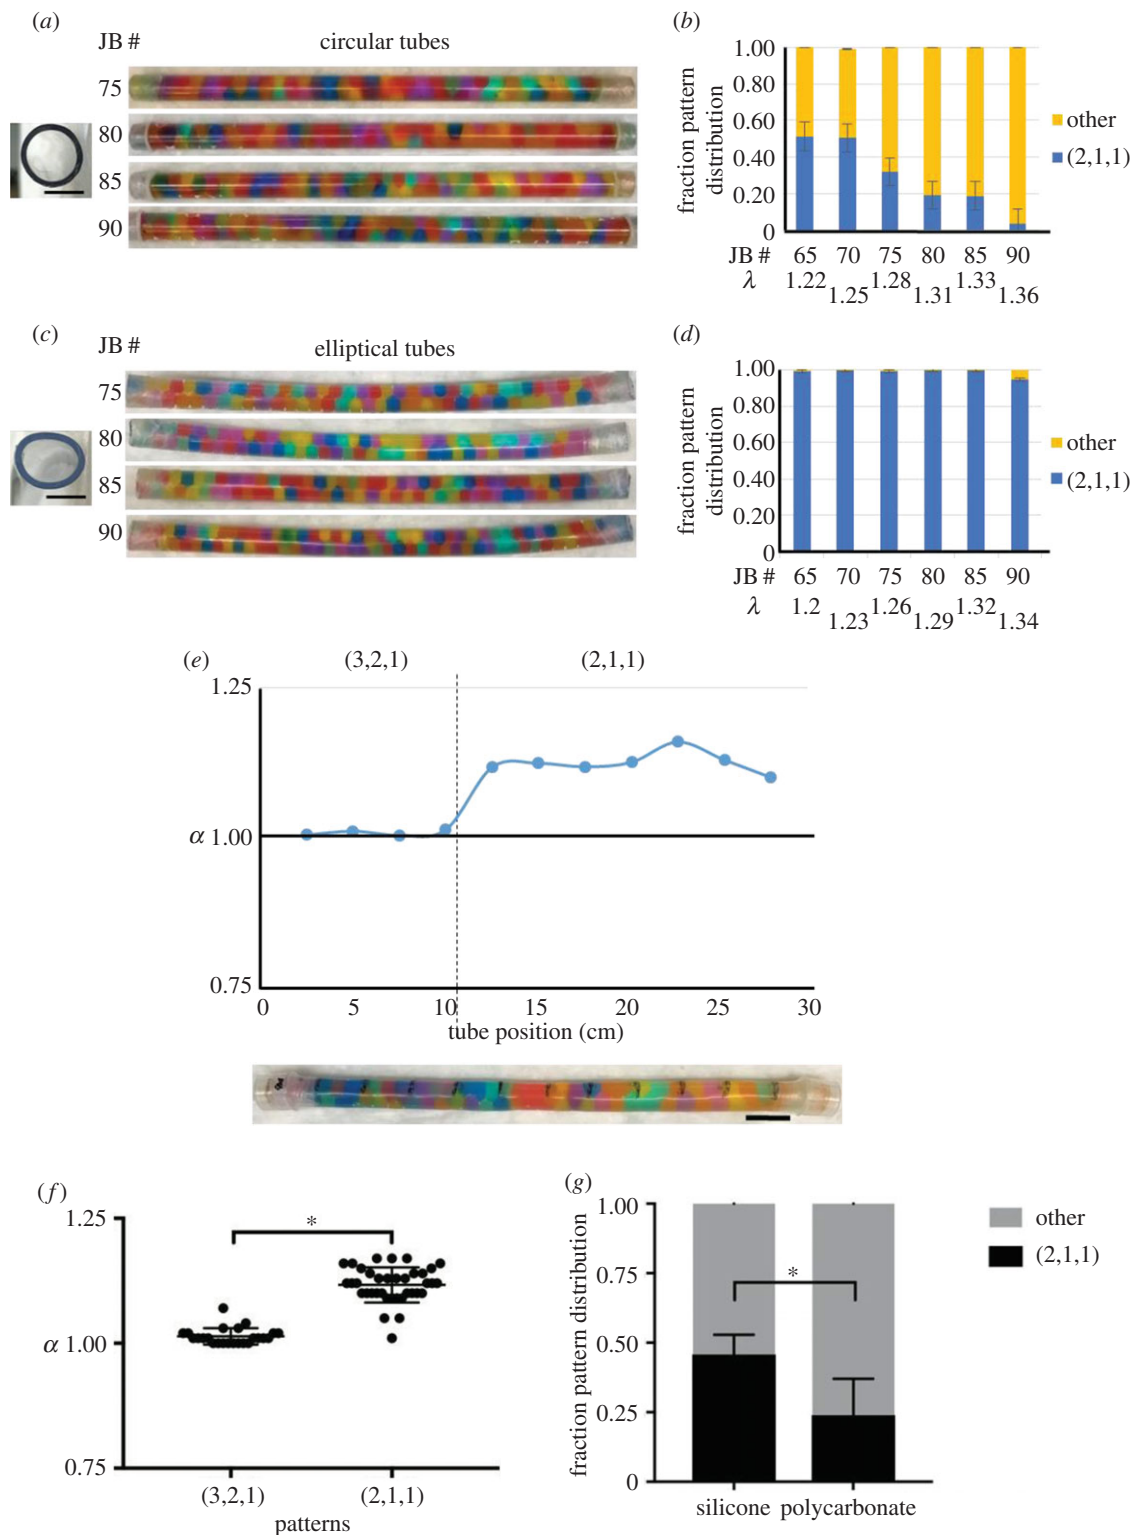 (a)
JB # circular tubes
75
80
85
90
(b)
fraction pattern
distribution
1.00
0.80
0.60
0.40
0.20
0
other
(2,1,1)
JB # 65 70 75 80 85 90
λ 1.22 1.25 1.28 1.31 1.33 1.36
(c)
JB # elliptical tubes
75
80
85
90
(d)
fraction pattern
distribution
1.00
0.80
0.60
0.40
0.20
0
other
(2,1,1)
JB # 65 70 75 80 85 90
λ 1.2 1.23 1.26 1.29 1.32 1.34
(e)
(3,2,1) (2,1,1)
1.25
α 1.00
0.75
0 5 10 15 20 25 30
tube position (cm)
(f)
1.25
*
α 1.00
0.75
(3,2,1) (2,1,1)
patterns
(g)
fraction pattern distribution
1.00
0.75
0.50
0.25
0
*
other
(2,1,1)
silicone polycarbonate